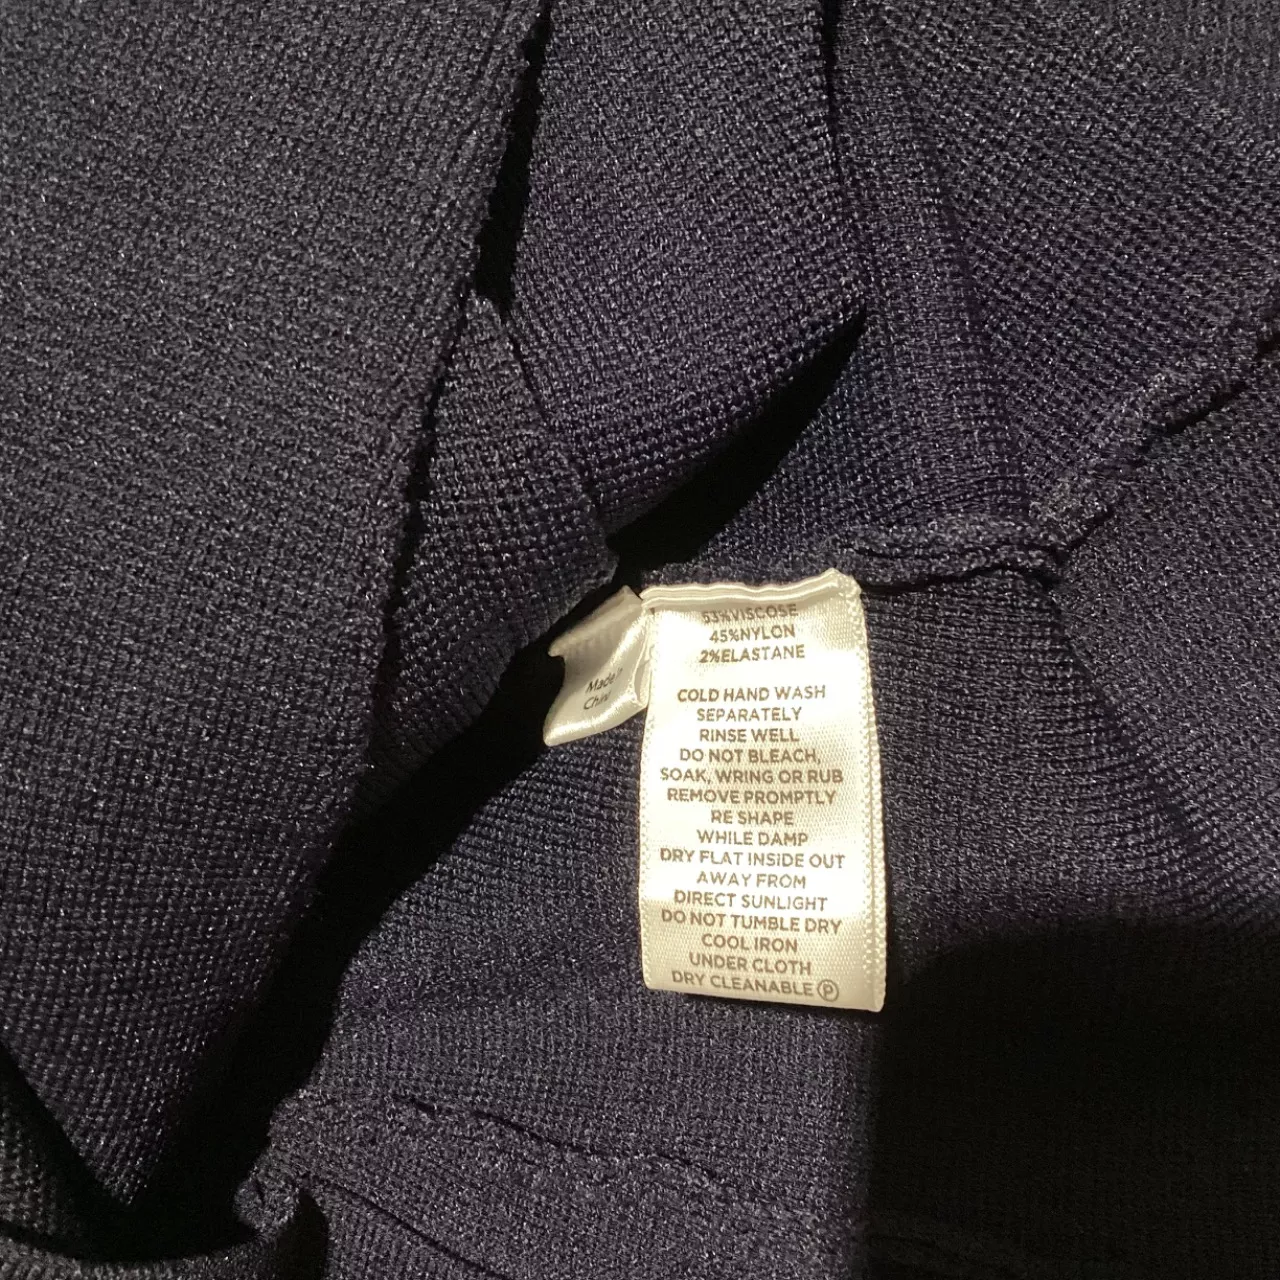 53%VISCOSE
45%NYLON
2%ELASTANE
COLD HAND WASH
SEPARATELY
RINSE WELL
DO NOT BLEACH,
SOAK, WRING OR RUB
REMOVE PROMPTLY
RE SHAPE
WHILE DAMP
DRY FLAT INSIDE OUT
AWAY FROM
DIRECT SUNLIGHT
DO NOT TUMBLE DRY
COOL IRON
UNDER CLOTH
DRY CLEANABLE Ⓟ
Made